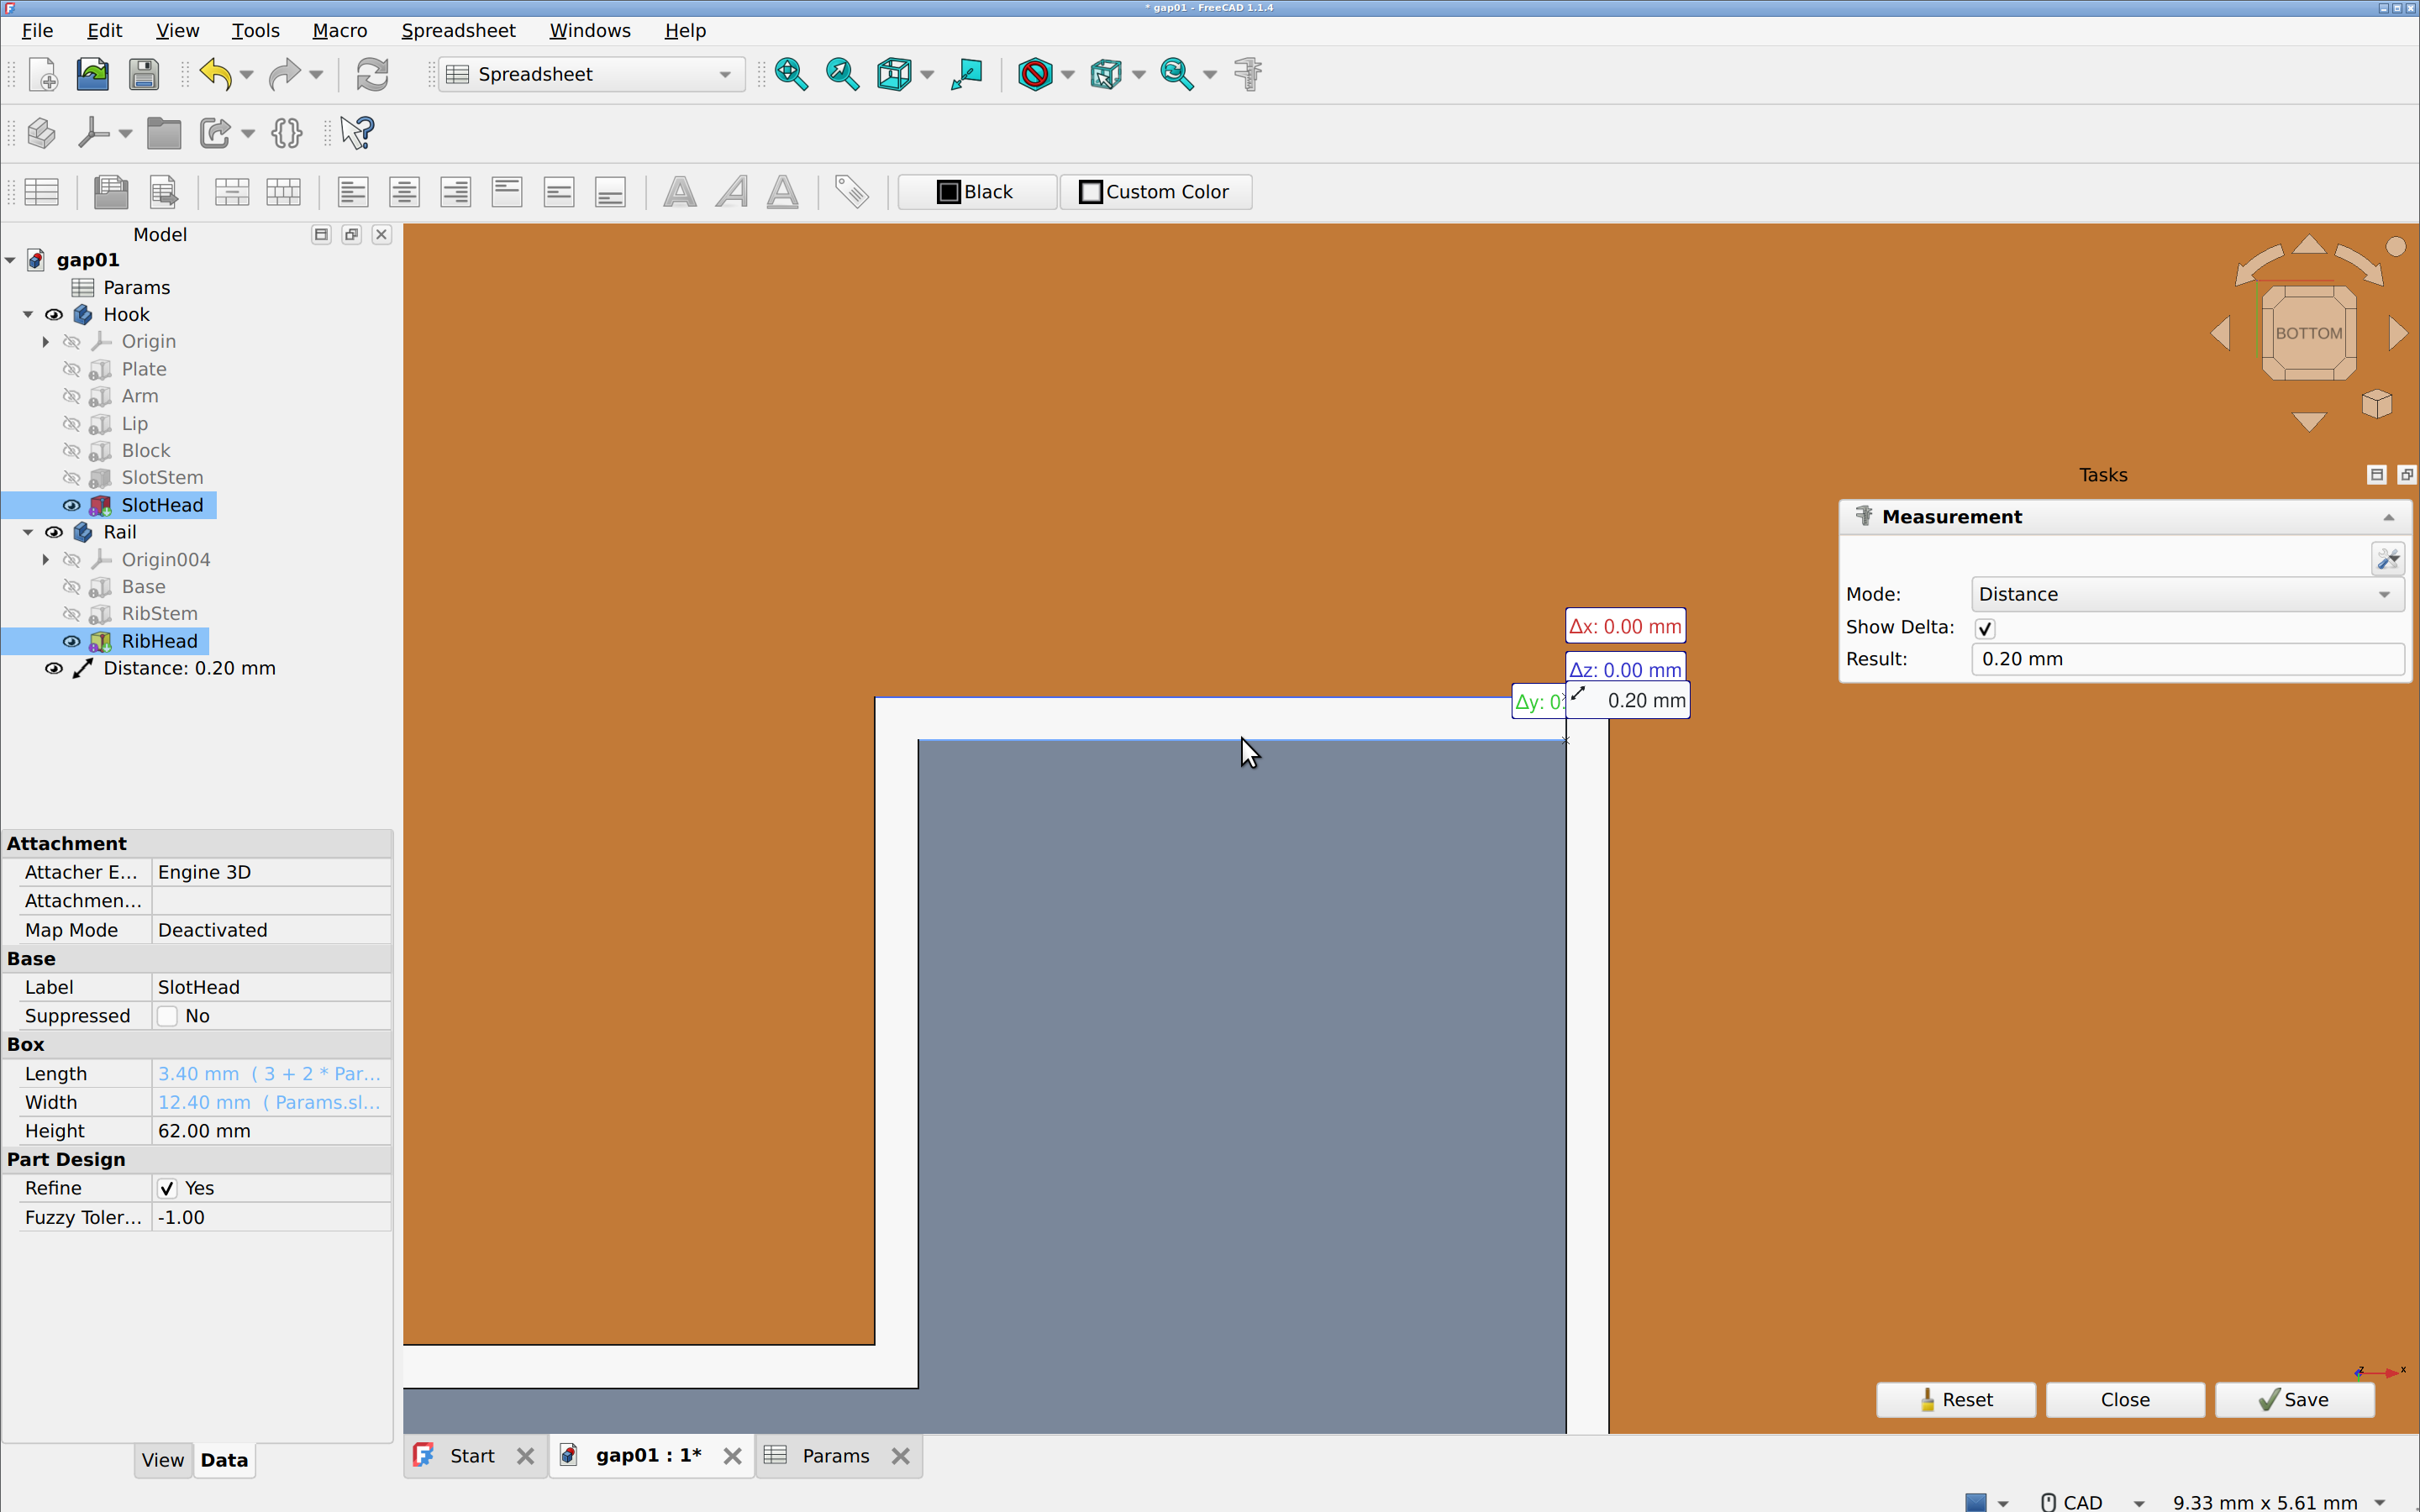 * gap01 - FreeCAD 1.1.4
File Edit View Tools Macro Spreadsheet Windows Help
Spreadsheet
Black Custom Color
Model
gap01
Params
Hook
Origin
Plate
Arm
Lip
Block
SlotStem
SlotHead
Rail
Origin004
Base
RibStem
RibHead
Distance: 0.20 mm
Attachment
Attacher E... Engine 3D
Attachmen...
Map Mode Deactivated
Base
Label SlotHead
Suppressed No
Box
Length 3.40 mm ( 3 + 2 * Par...
Width 12.40 mm ( Params.sl...
Height 62.00 mm
Part Design
Refine Yes
Fuzzy Toler... -1.00
View Data
BOTTOM
Δx: 0.00 mm
Δz: 0.00 mm
Δy: 0.
0.20 mm
Tasks
Measurement
Mode: Distance
Show Delta:
Result: 0.20 mm
z x
Reset Close Save
Start gap01 : 1* Params
CAD 9.33 mm x 5.61 mm